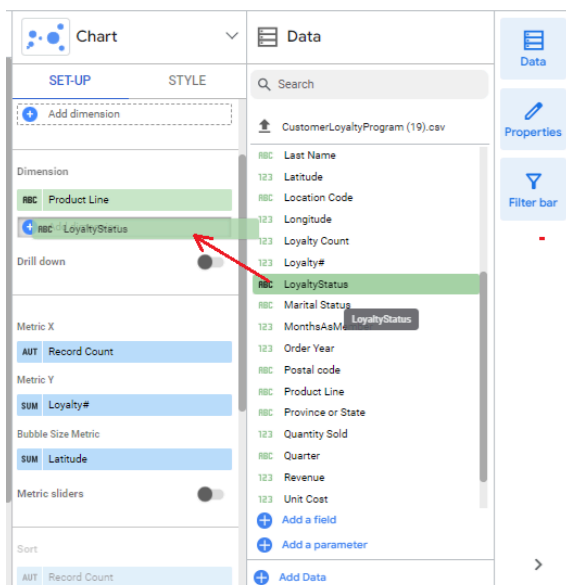 Chart
SET-UP
STYLE
Add dimension
Dimension
ABC Product Line
ABC LoyaltyStatus
Drill down
Metric X
AUT Record Count
Metric Y
SUM Loyalty#
Bubble Size Metric
SUM Latitude
Metric sliders
Sort
AUT Record Count
Data
Search
CustomerLoyaltyProgram (19).csv
ABC Last Name
123 Latitude
ABC Location Code
123 Longitude
123 Loyalty Count
123 Loyalty#
ABC LoyaltyStatus
ABC Marital Status
LoyaltyStatus
123 MonthsAsMember
123 Order Year
ABC Postal code
ABC Product Line
ABC Province or State
123 Quantity Sold
ABC Quarter
123 Revenue
123 Unit Cost
Add a field
Add a parameter
Add Data
Data
Properties
Filter bar